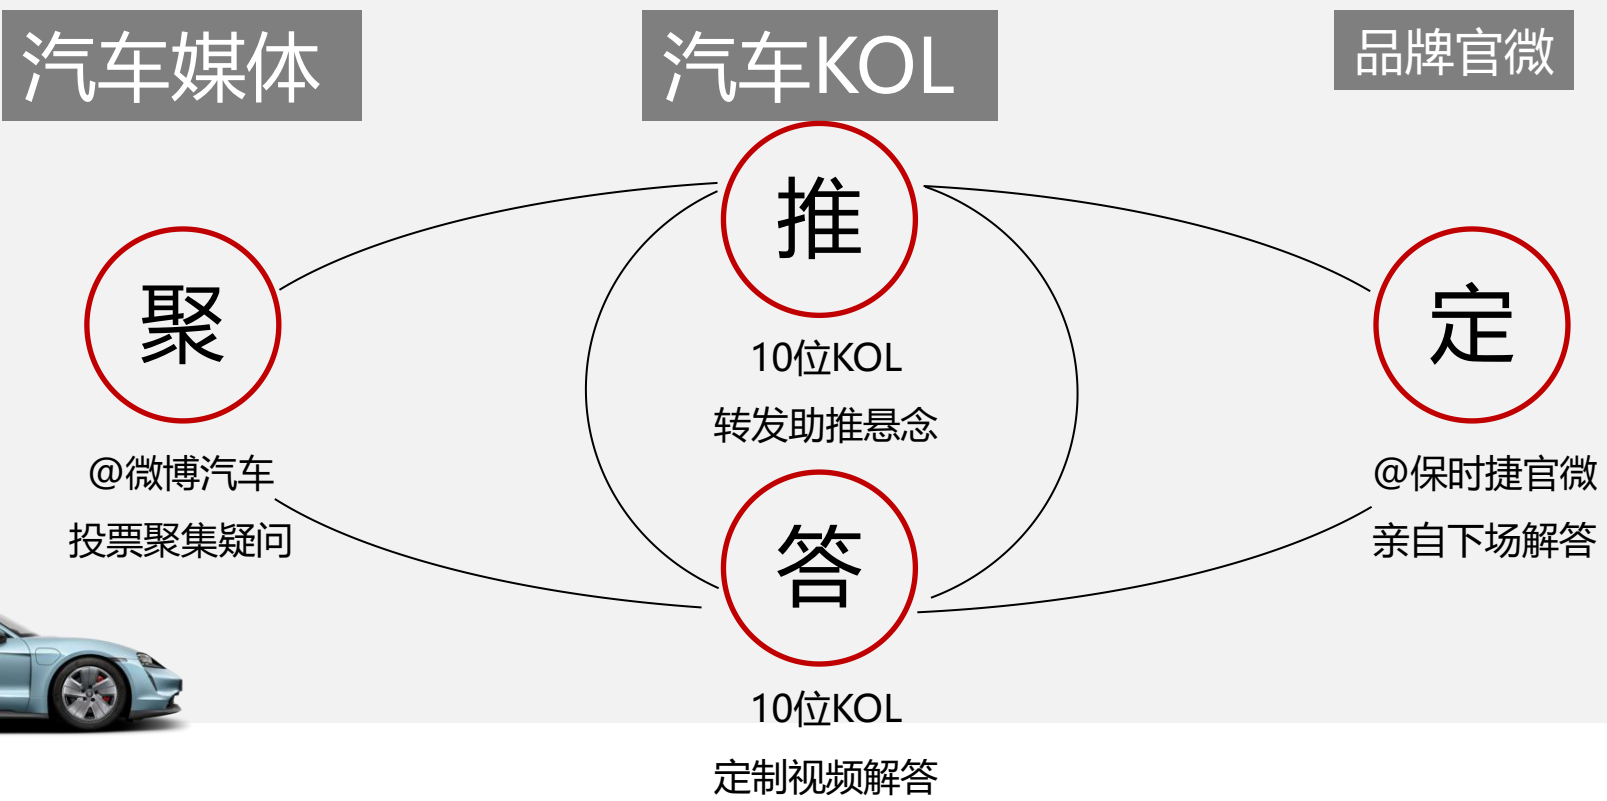 汽车媒体
汽车KOL
品牌官微
推
聚
定
10位KOL
转发助推悬念
@微博汽车
投票聚集疑问
@保时捷官微
亲自下场解答
答
10位KOL
定制视频解答